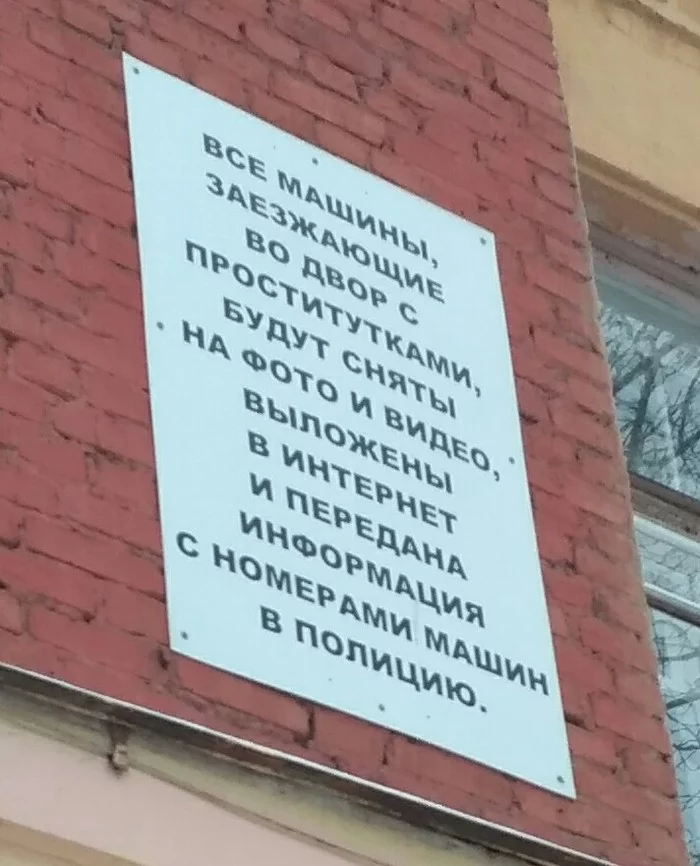 ВСЕ МАШИНЫ,
ЗАЕЗЖАЮЩИЕ
ВО ДВОР С
ПРОСТИТУТКАМИ,
БУДУТ СНЯТЫ
НА ФОТО И ВИДЕО,
ВЫЛОЖЕНЫ
В ИНТЕРНЕТ
И ПЕРЕДАНА
ИНФОРМАЦИЯ
С НОМЕРАМИ МАШИН
В ПОЛИЦИЮ.